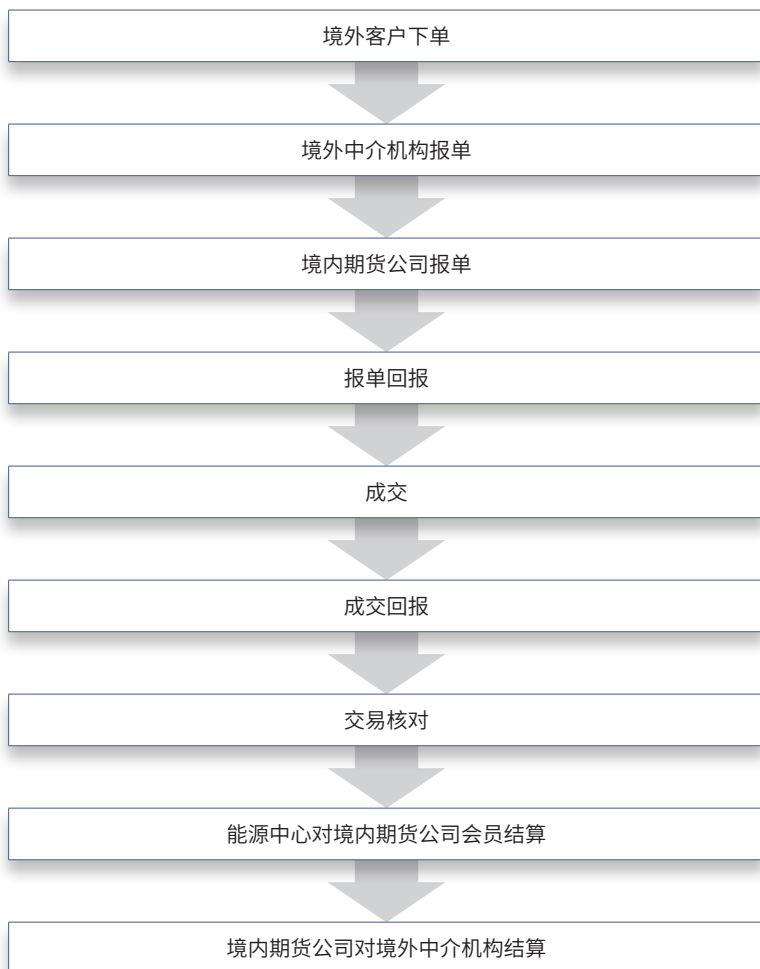 境外客户下单
境外中介机构报单
境内期货公司报单
报单回报
成交
成交回报
交易核对
能源中心对境内期货公司会员结算
境内期货公司对境外中介机构结算